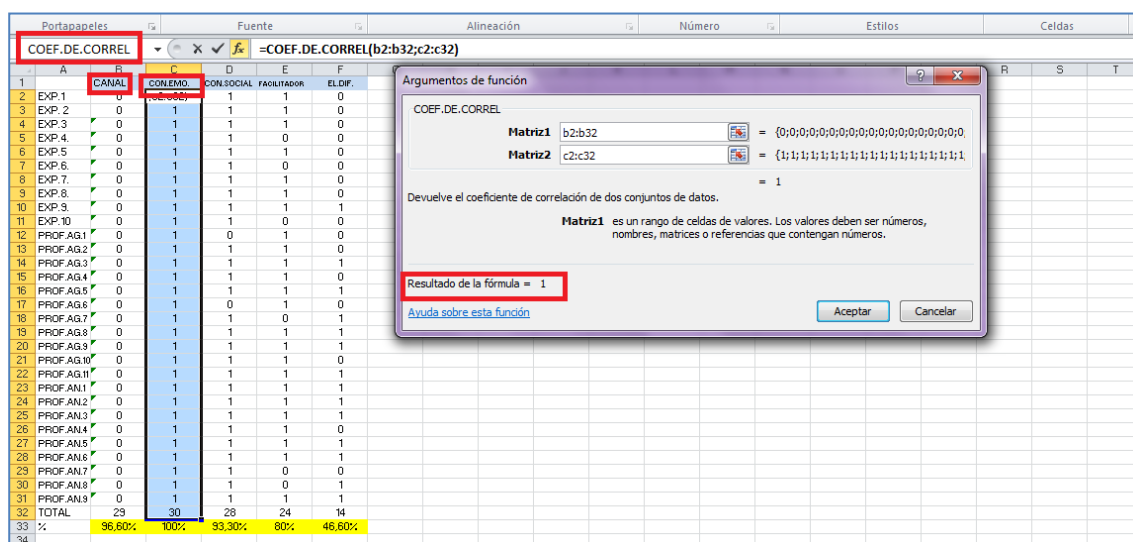 Portapapeles Fuente Alineación Número Estilos Celdas
COEF.DE.CORREL fx =COEF.DE.CORREL(b2:b32;c2:c32)
A B C D E F R S T
1 CANAL CON.EMO. CON.SOCIAL FACILITADOR EL.DIF.
2 EXP.1 0 ;c2:c32) 1 1 0
3 EXP. 2 0 1 1 1 0
4 EXP.3 0 1 1 1 0
5 EXP.4. 0 1 1 0 0
6 EXP.5 0 1 1 1 0
7 EXP.6. 0 1 1 0 0
8 EXP.7. 0 1 1 1 0
9 EXP.8. 0 1 1 1 0
10 EXP.9. 0 1 1 1 1
11 EXP.10 0 1 1 0 0
12 PROF.AG.1 0 1 0 1 0
13 PROF.AG.2 0 1 1 1 0
14 PROF.AG.3 0 1 1 1 1
15 PROF.AG.4 0 1 1 1 0
16 PROF.AG.5 0 1 1 1 1
17 PROF.AG.6 0 1 0 1 0
18 PROF.AG.7 0 1 1 0 1
19 PROF.AG.8 0 1 1 1 1
20 PROF.AG.9 0 1 1 1 1
21 PROF.AG.10 0 1 1 1 0
22 PROF.AG.11 0 1 1 1 0
23 PROF.AN.1 0 1 1 1 1
24 PROF.AN.2 0 1 1 1 1
25 PROF.AN.3 0 1 1 1 1
26 PROF.AN.4 0 1 1 1 0
27 PROF.AN.5 0 1 1 1 1
28 PROF.AN.6 0 1 1 1 1
29 PROF.AN.7 0 1 1 0 0
30 PROF.AN.8 0 1 1 0 1
31 PROF.AN.9 0 1 1 1 1
32 TOTAL 29 30 28 24 14
33 % 96,60% 100% 93,30% 80% 46,60%
34
Argumentos de función
COEF.DE.CORREL
Matriz1 b2:b32 = {0;0;0;0;0;0;0;0;0;0;0;0;0;0;0;0;0;0;0;
Matriz2 c2:c32 = {1;1;1;1;1;1;1;1;1;1;1;1;1;1;1;1;1;1;1;
= 1
Devuelve el coeficiente de correlación de dos conjuntos de datos.
Matriz1 es un rango de celdas de valores. Los valores deben ser números,
nombres, matrices o referencias que contengan números.
Resultado de la fórmula = 1
Ayuda sobre esta función Aceptar Cancelar